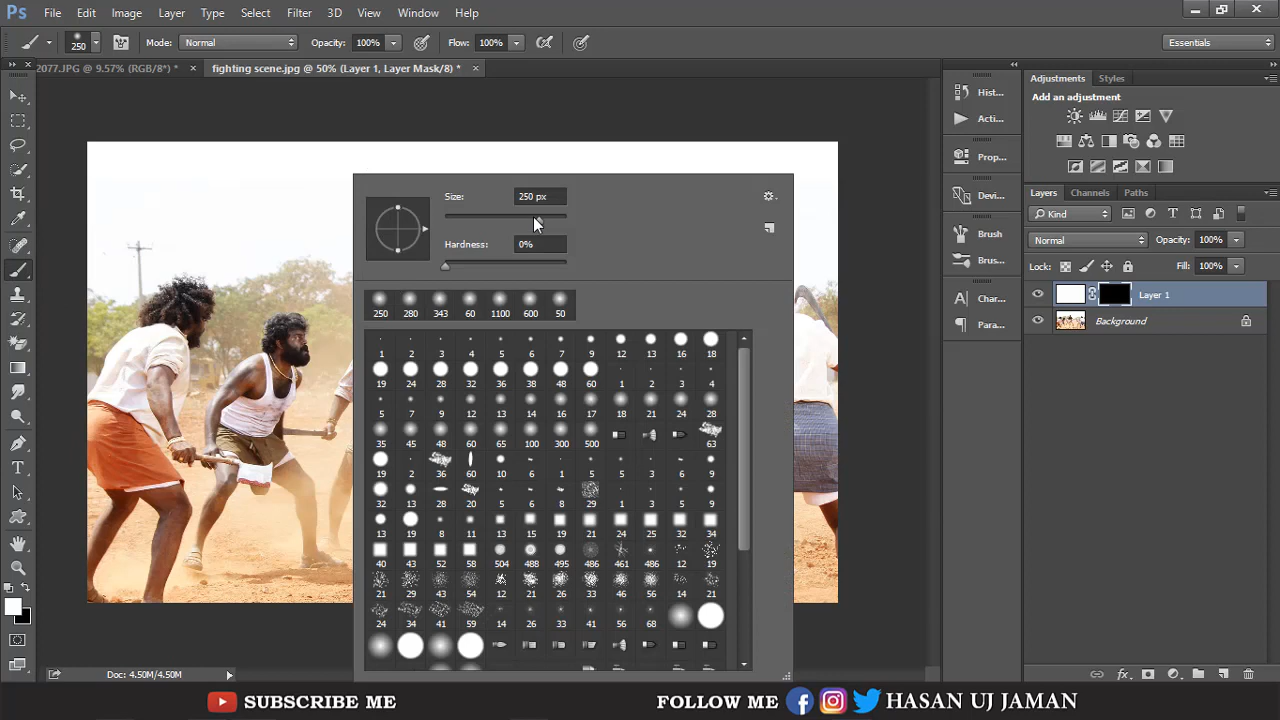 Ps File Edit Image Layer Type Select Filter 3D View Window Help
250 Mode: Normal Opacity: 100% Flow: 100% Essentials
2077.JPG @ 9.57% (RGB/8*) * × fighting scene.jpg @ 50% (Layer 1, Layer Mask/8) * ×
Size: 250 px
Hardness: 0%
250 280 343 60 1100 600 50
1 2 3 4 5 6 7 9 12 13 16 18
19 24 28 32 36 38 48 60 1 2 3 4
5 7 9 12 13 14 16 17 18 21 24 28
35 45 48 60 65 100 300 500 63
19 2 36 60 10 6 1 5 5 3 6 9
32 13 28 20 5 6 8 29 1 3 5 9
13 19 8 11 13 15 19 21 24 25 32 34
40 43 52 58 504 488 495 486 461 486 12 19
21 29 43 54 12 21 26 33 46 56 14 21
24 34 41 59 14 26 33 41 56 68
Hist...
Acti...
Prop...
Devi...
Brush
Brus...
Char...
Para...
Adjustments Styles
Add an adjustment
Layers Channels Paths
Kind
Normal Opacity: 100%
Lock: Fill: 100%
Layer 1
Background
Doc: 4.50M/4.50M
SUBSCRIBE ME FOLLOW ME HASAN UJ JAMAN